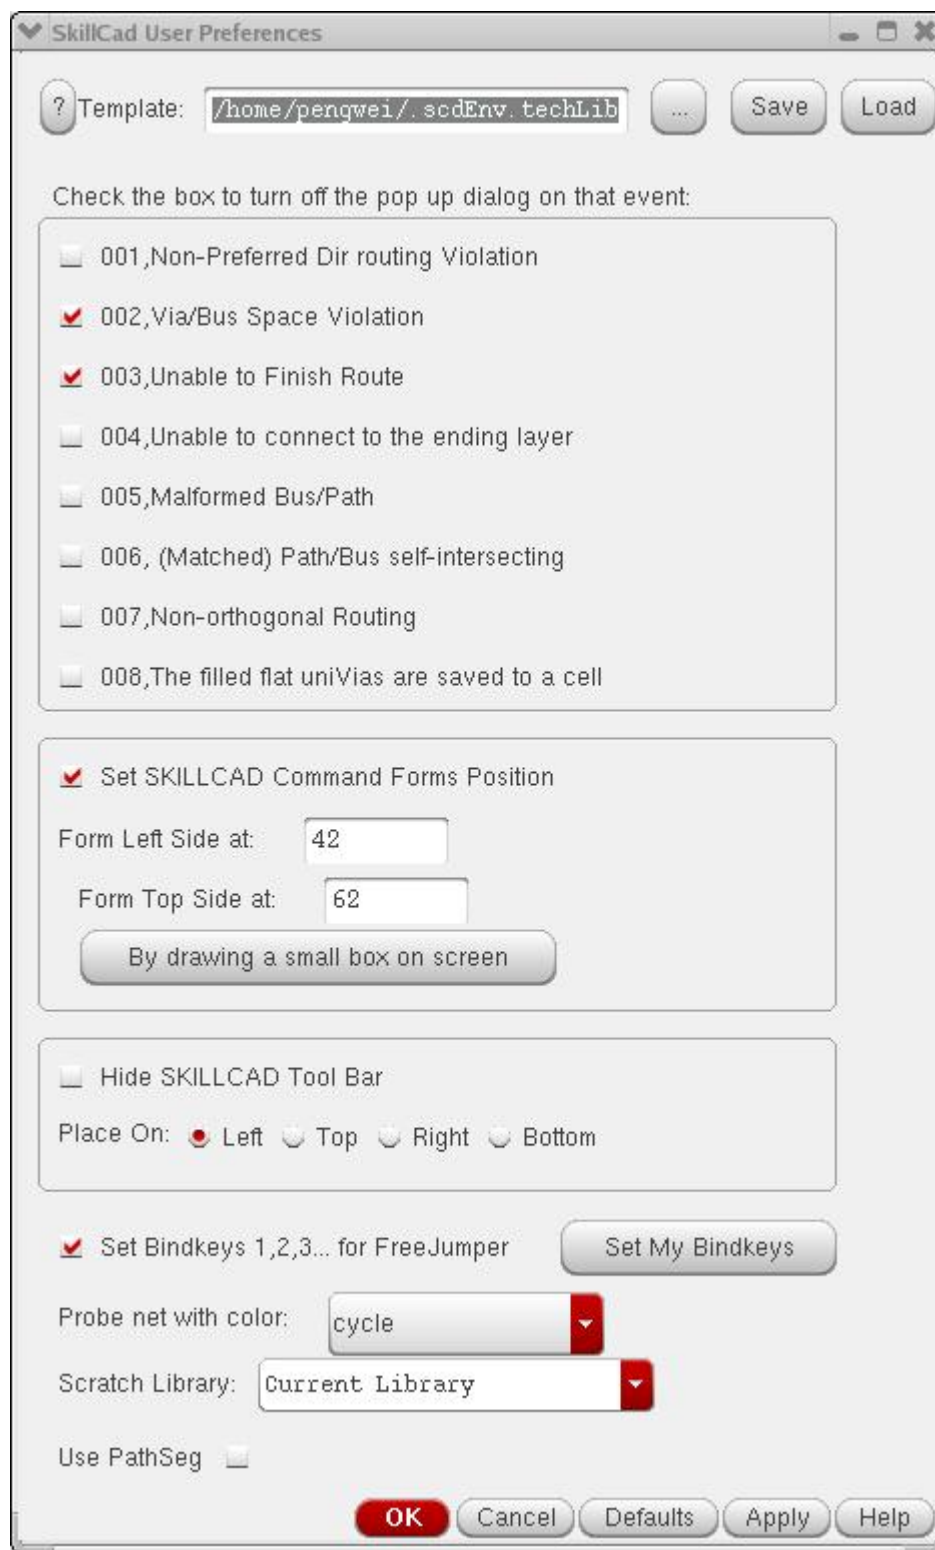 SkillCad User Preferences
? Template: /home/pengwei/.scdEnv.techLib ... Save Load
Check the box to turn off the pop up dialog on that event:
001,Non-Preferred Dir routing Violation
002,Via/Bus Space Violation
003,Unable to Finish Route
004,Unable to connect to the ending layer
005,Malformed Bus/Path
006, (Matched) Path/Bus self-intersecting
007,Non-orthogonal Routing
008,The filled flat uniVias are saved to a cell
Set SKILLCAD Command Forms Position
Form Left Side at: 42
Form Top Side at: 62
By drawing a small box on screen
Hide SKILLCAD Tool Bar
Place On: Left Top Right Bottom
Set Bindkeys 1,2,3... for FreeJumper Set My Bindkeys
Probe net with color: cycle
Scratch Library: Current Library
Use PathSeg
OK Cancel Defaults Apply Help